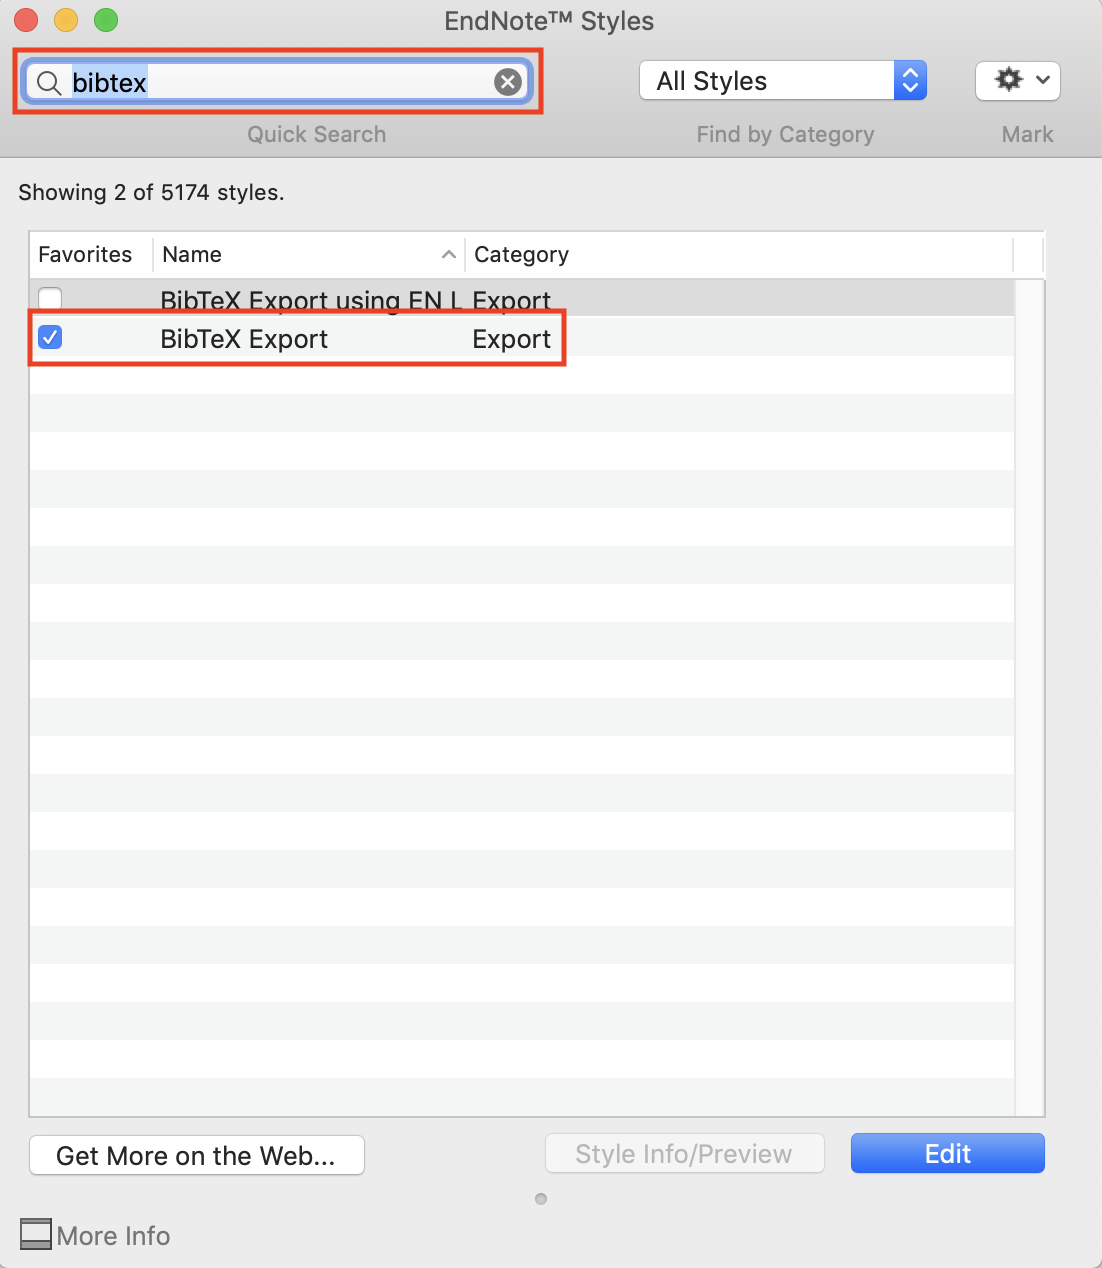 EndNote™ Styles
bibtex
All Styles
Quick Search
Find by Category
Mark
Showing 2 of 5174 styles.
Favorites Name Category
BibTeX Export using EN L Export
BibTeX Export Export
Get More on the Web...
Style Info/Preview
Edit
More Info